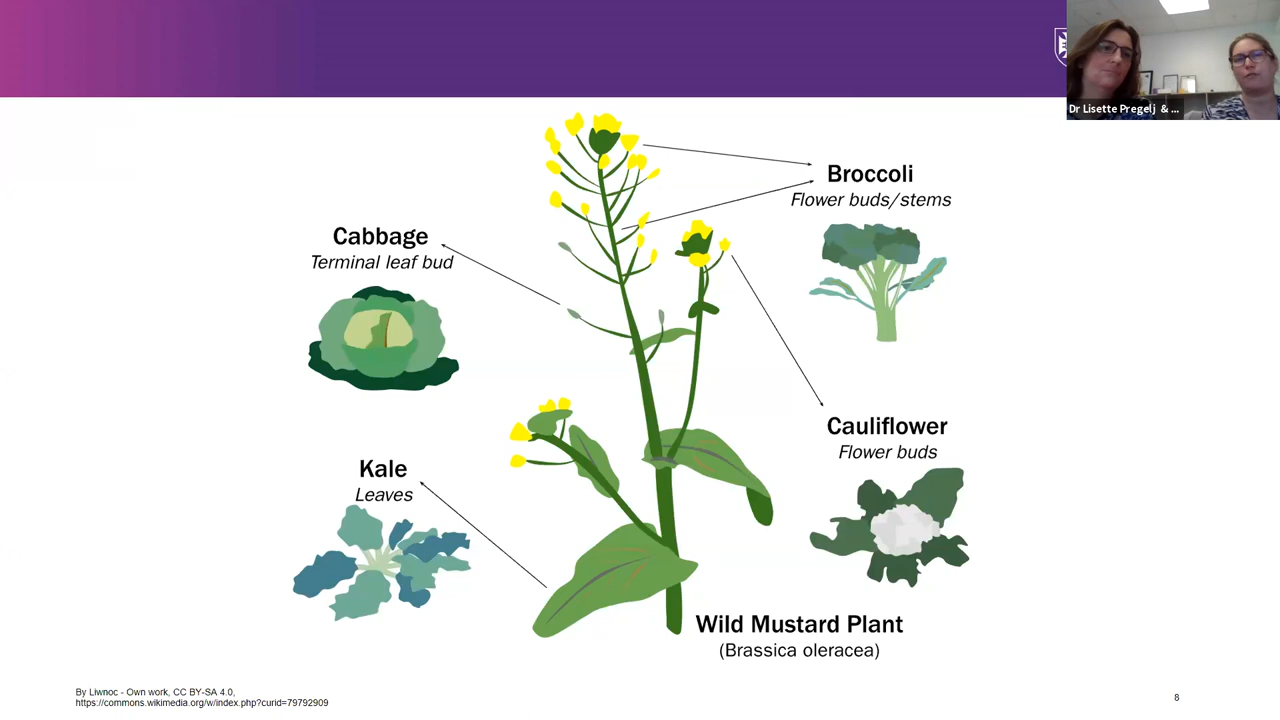 Dr Lisette Pregelj & ...
Broccoli
Flower buds/stems
Cabbage
Terminal leaf bud
Cauliflower
Flower buds
Kale
Leaves
Wild Mustard Plant
(Brassica oleracea)
By Liwnoc - Own work, CC BY-SA 4.0,
https://commons.wikimedia.org/w/index.php?curid=79792909
8